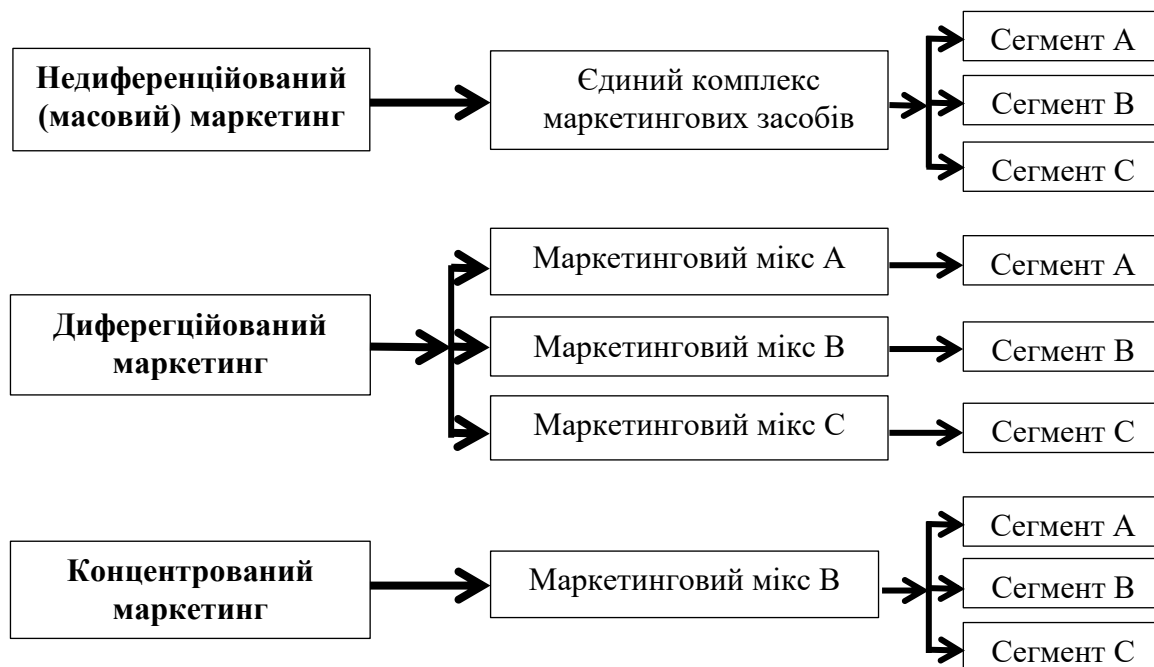 Недиференційований
(масовий) маркетинг
Єдиний комплекс
маркетингових засобів
Сегмент А
Сегмент В
Сегмент С
Диферегційований
маркетинг
Маркетинговий мікс А
Маркетинговий мікс В
Маркетинговий мікс С
Сегмент А
Сегмент В
Сегмент С
Концентрований
маркетинг
Маркетинговий мікс В
Сегмент А
Сегмент В
Сегмент С